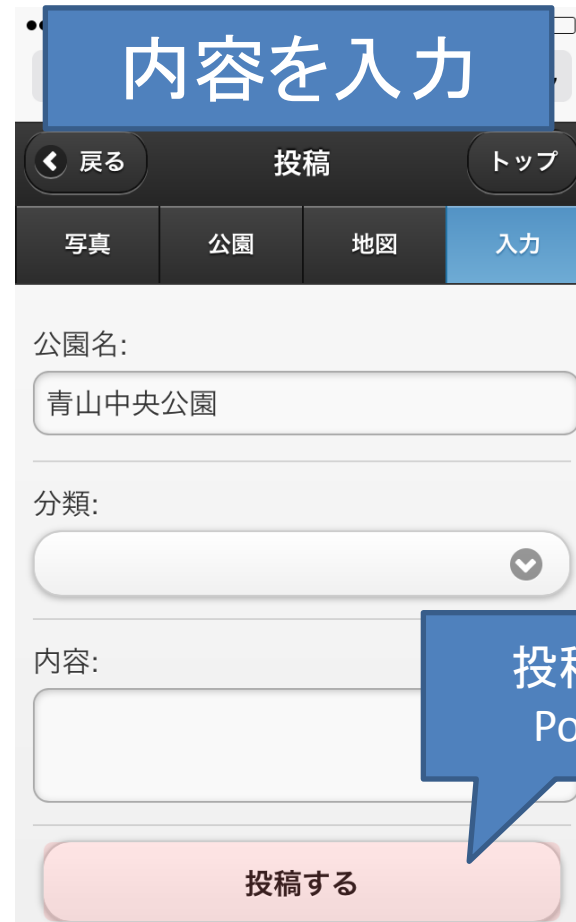 内容を入力
戻る 投稿 トップ
写真 公園 地図 入力
公園名:
青山中央公園
分類:
内容:
投稿する